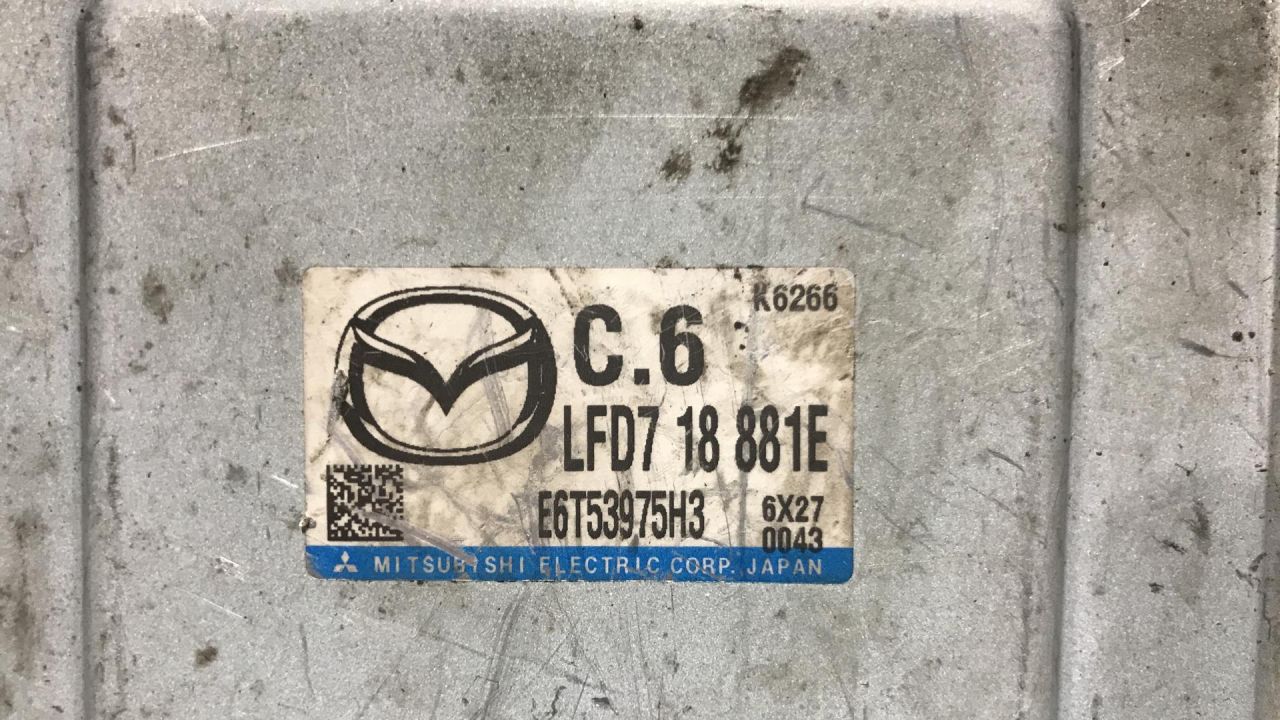 K6266
C.6
LFD7 18 881E
E6T53975H3
6X27
0043
MITSUBISHI ELECTRIC CORP. JAPAN